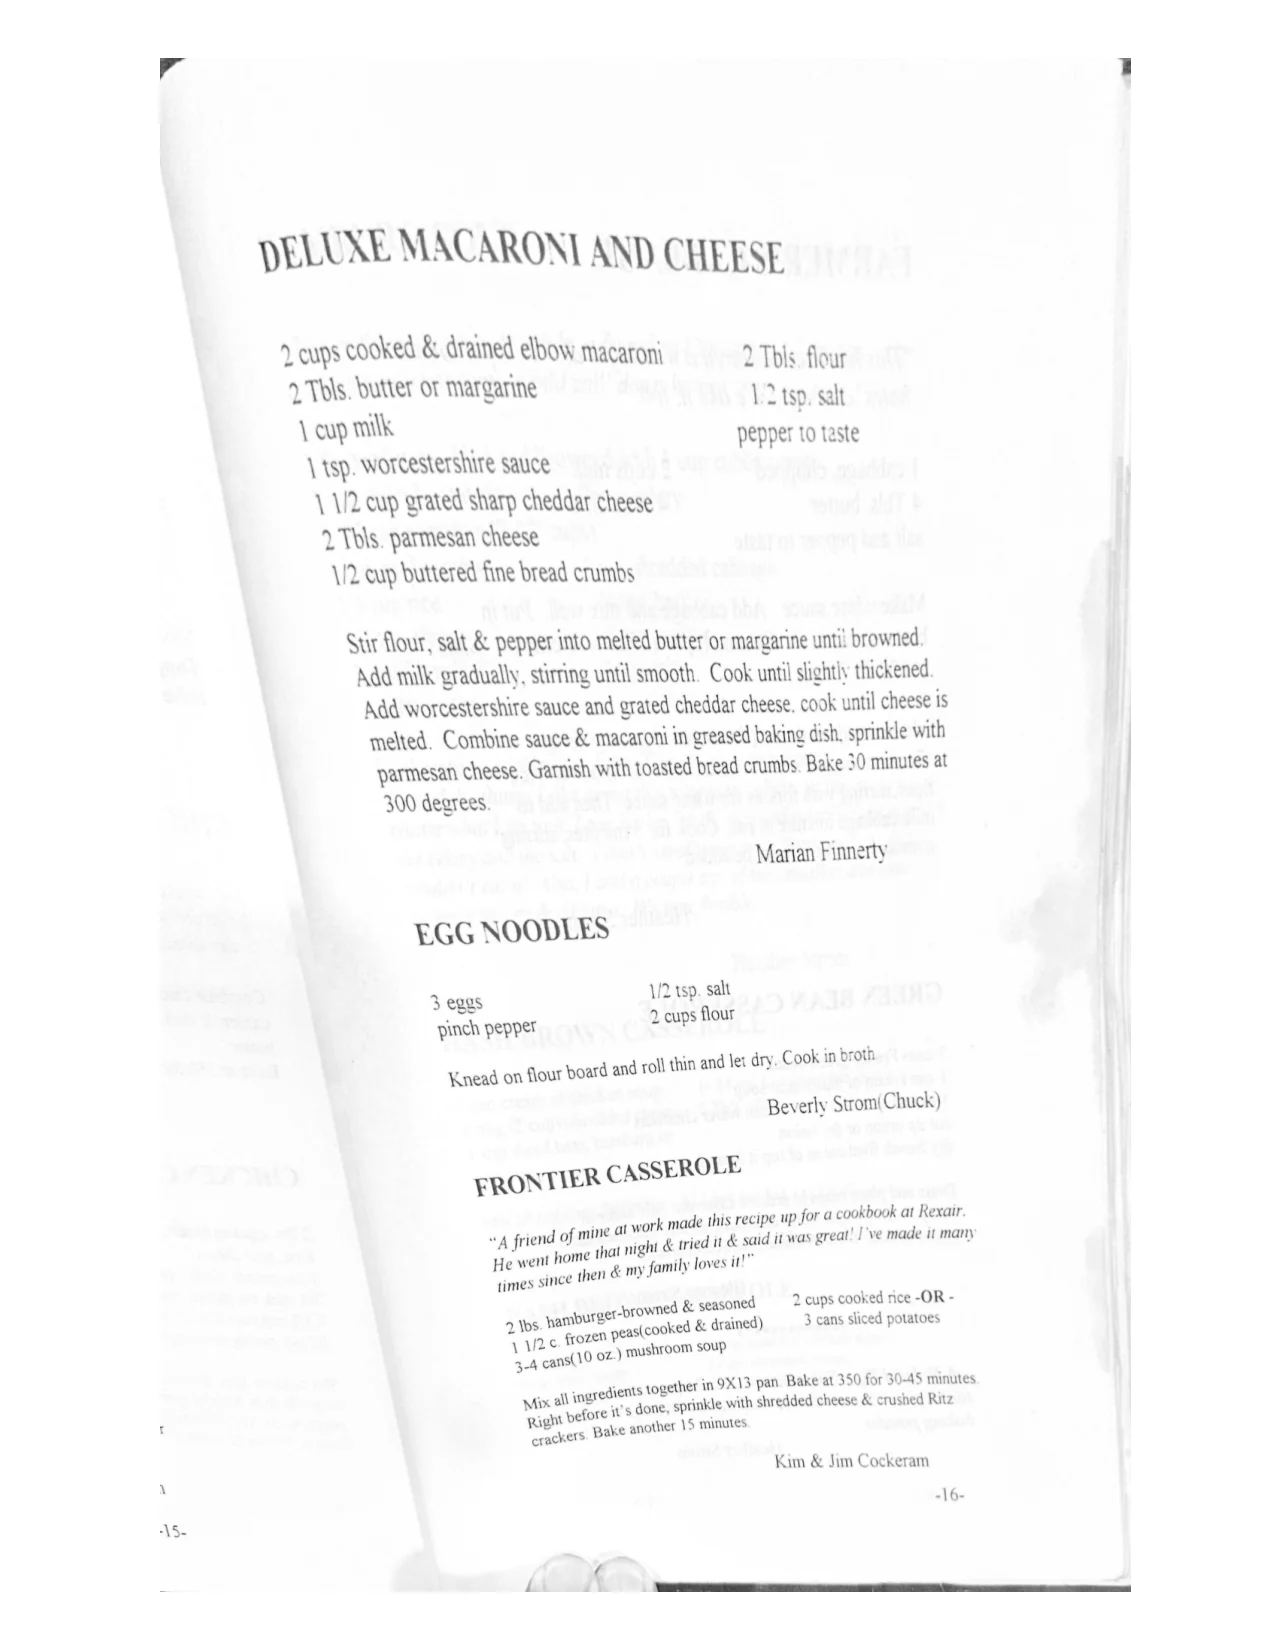 DELUXE MACARONI AND CHEESE
2 cups cooked & drained elbow macaroni 2 Tbls. flour
2 Tbls. butter or margarine 1/2 tsp. salt
1 cup milk pepper to taste
1 tsp. worcestershire sauce
1 1/2 cup grated sharp cheddar cheese
2 Tbls. parmesan cheese
1/2 cup buttered fine bread crumbs
Stir flour, salt & pepper into melted butter or margarine until browned.
Add milk gradually, stirring until smooth. Cook until slightly thickened.
Add worcestershire sauce and grated cheddar cheese, cook until cheese is
melted. Combine sauce & macaroni in greased baking dish, sprinkle with
parmesan cheese. Garnish with toasted bread crumbs. Bake 30 minutes at
300 degrees.
Marian Finnerty
EGG NOODLES
3 eggs 1/2 tsp. salt
pinch pepper 2 cups flour
Knead on flour board and roll thin and let dry. Cook in broth
Beverly Strom(Chuck)
FRONTIER CASSEROLE
"A friend of mine at work made this recipe up for a cookbook at Rexair.
He went home that night & tried it & said it was great! I've made it many
times since then & my family loves it!"
2 lbs. hamburger-browned & seasoned 2 cups cooked rice -OR -
1 1/2 c. frozen peas(cooked & drained) 3 cans sliced potatoes
3-4 cans(10 oz.) mushroom soup
Mix all ingredients together in 9X13 pan. Bake at 350 for 30-45 minutes.
Right before it's done, sprinkle with shredded cheese & crushed Ritz
crackers. Bake another 15 minutes.
Kim & Jim Cockeram
-16-
-15-